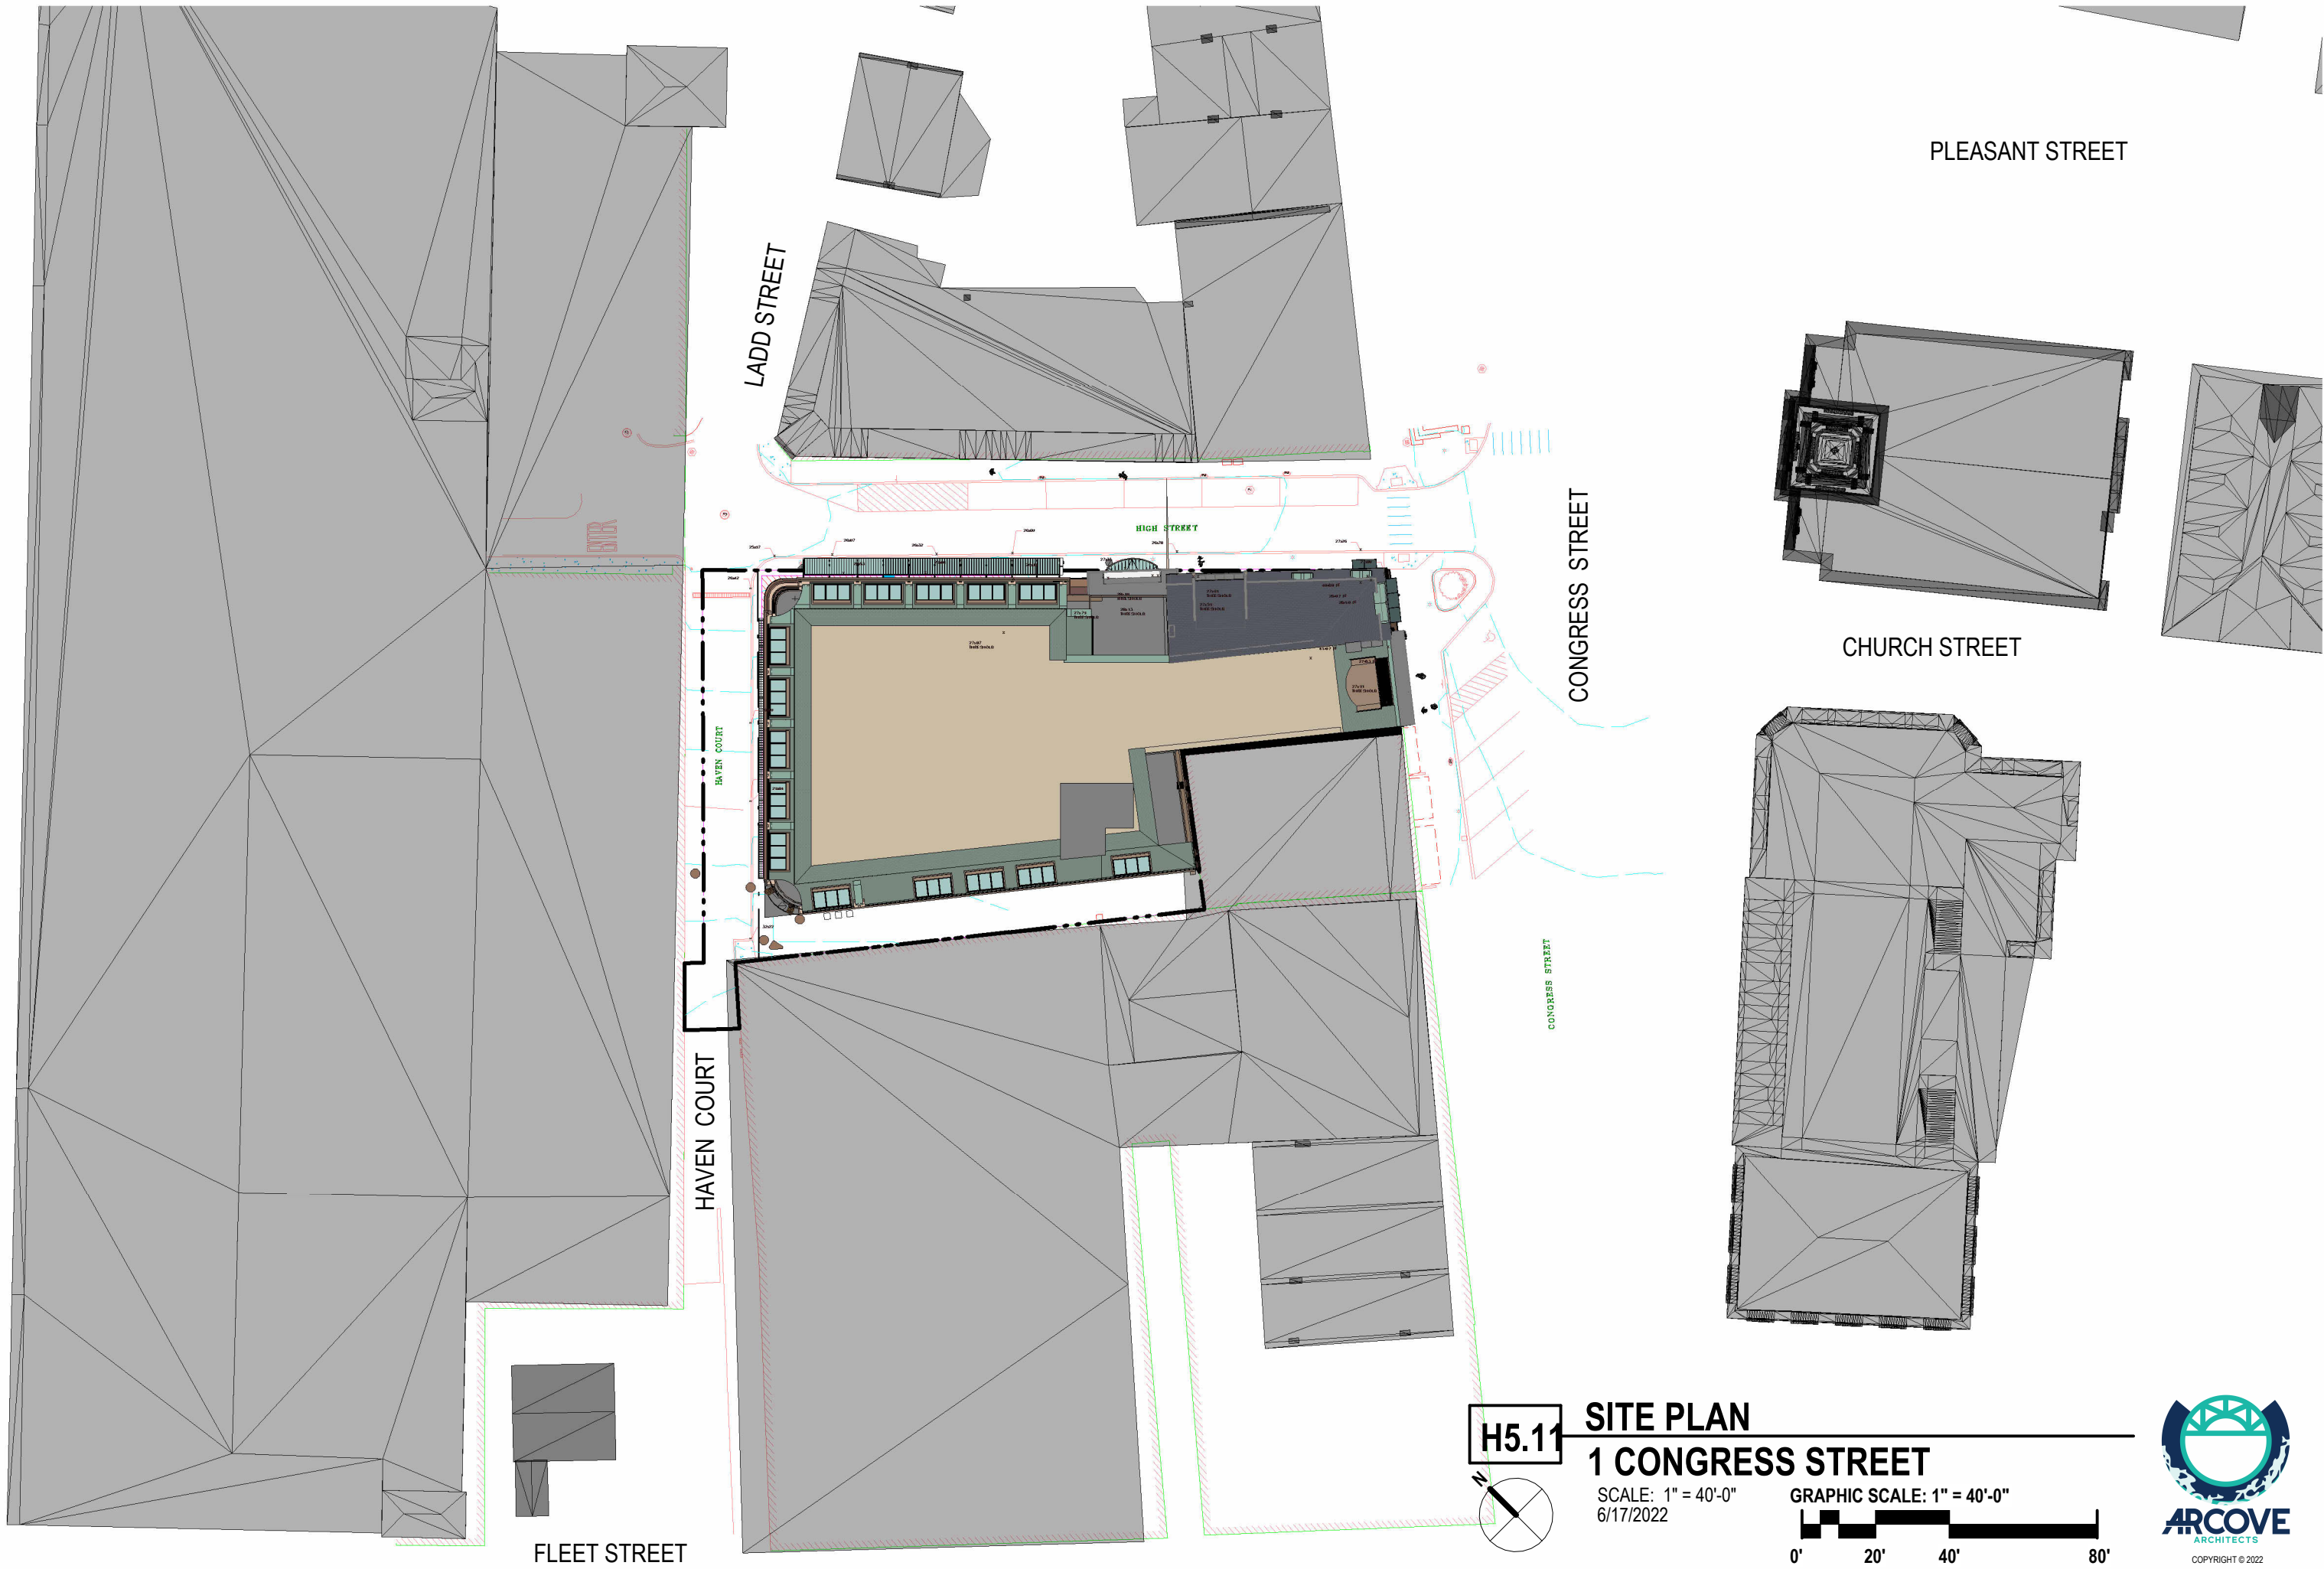 PLEASANT STREET
LADD STREET
CONGRESS STREET
HIGH STREET
CHURCH STREET
HAVEN COURT
CONGRESS STREET
HAVEN COURT
FLEET STREET
H5.11
SITE PLAN
1 CONGRESS STREET
SCALE: 1" = 40'-0"
6/17/2022
GRAPHIC SCALE: 1" = 40'-0"
0' 20' 40' 80'
N
ARCOVE
ARCHITECTS
COPYRIGHT © 2022